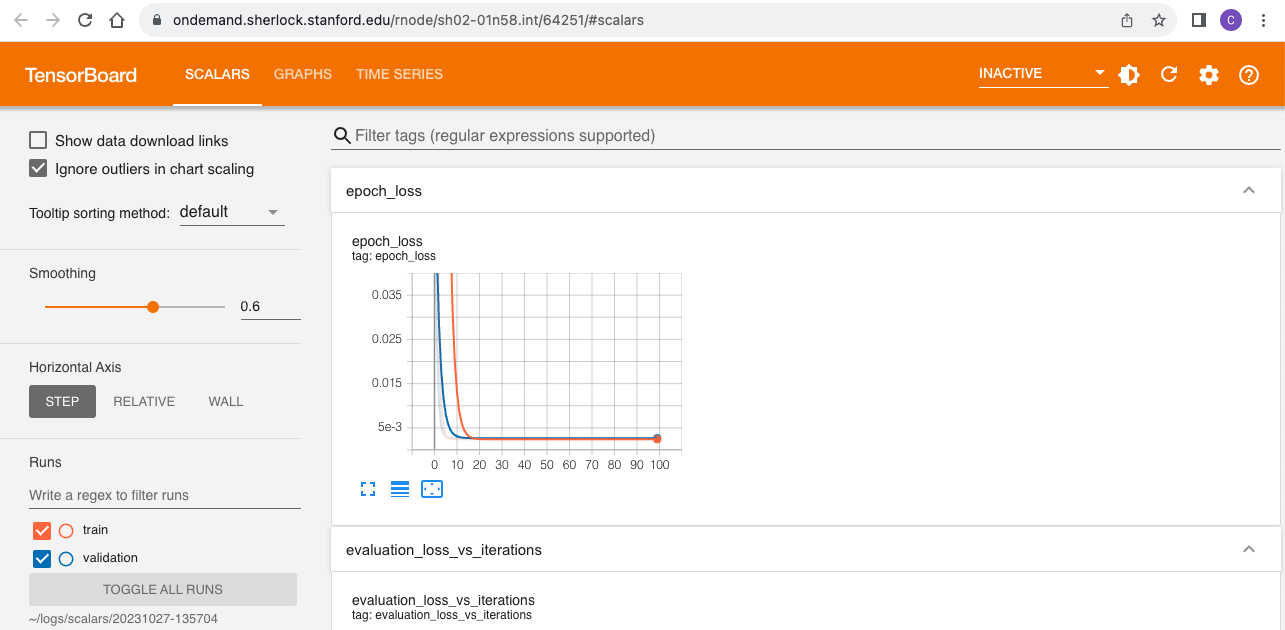 ondemand.sherlock.stanford.edu/rnode/sh02-01n58.int/64251/#scalars
C
TensorBoard
SCALARS GRAPHS TIME SERIES
INACTIVE
Show data download links
Ignore outliers in chart scaling
Tooltip sorting method: default
Smoothing
0.6
Horizontal Axis
STEP RELATIVE WALL
Runs
Write a regex to filter runs
train
validation
TOGGLE ALL RUNS
~/logs/scalars/20231027-135704
Filter tags (regular expressions supported)
epoch_loss
epoch_loss
tag: epoch_loss
0.035
0.025
0.015
5e-3
0 10 20 30 40 50 60 70 80 90 100
evaluation_loss_vs_iterations
evaluation_loss_vs_iterations
tag: evaluation_loss_vs_iterations